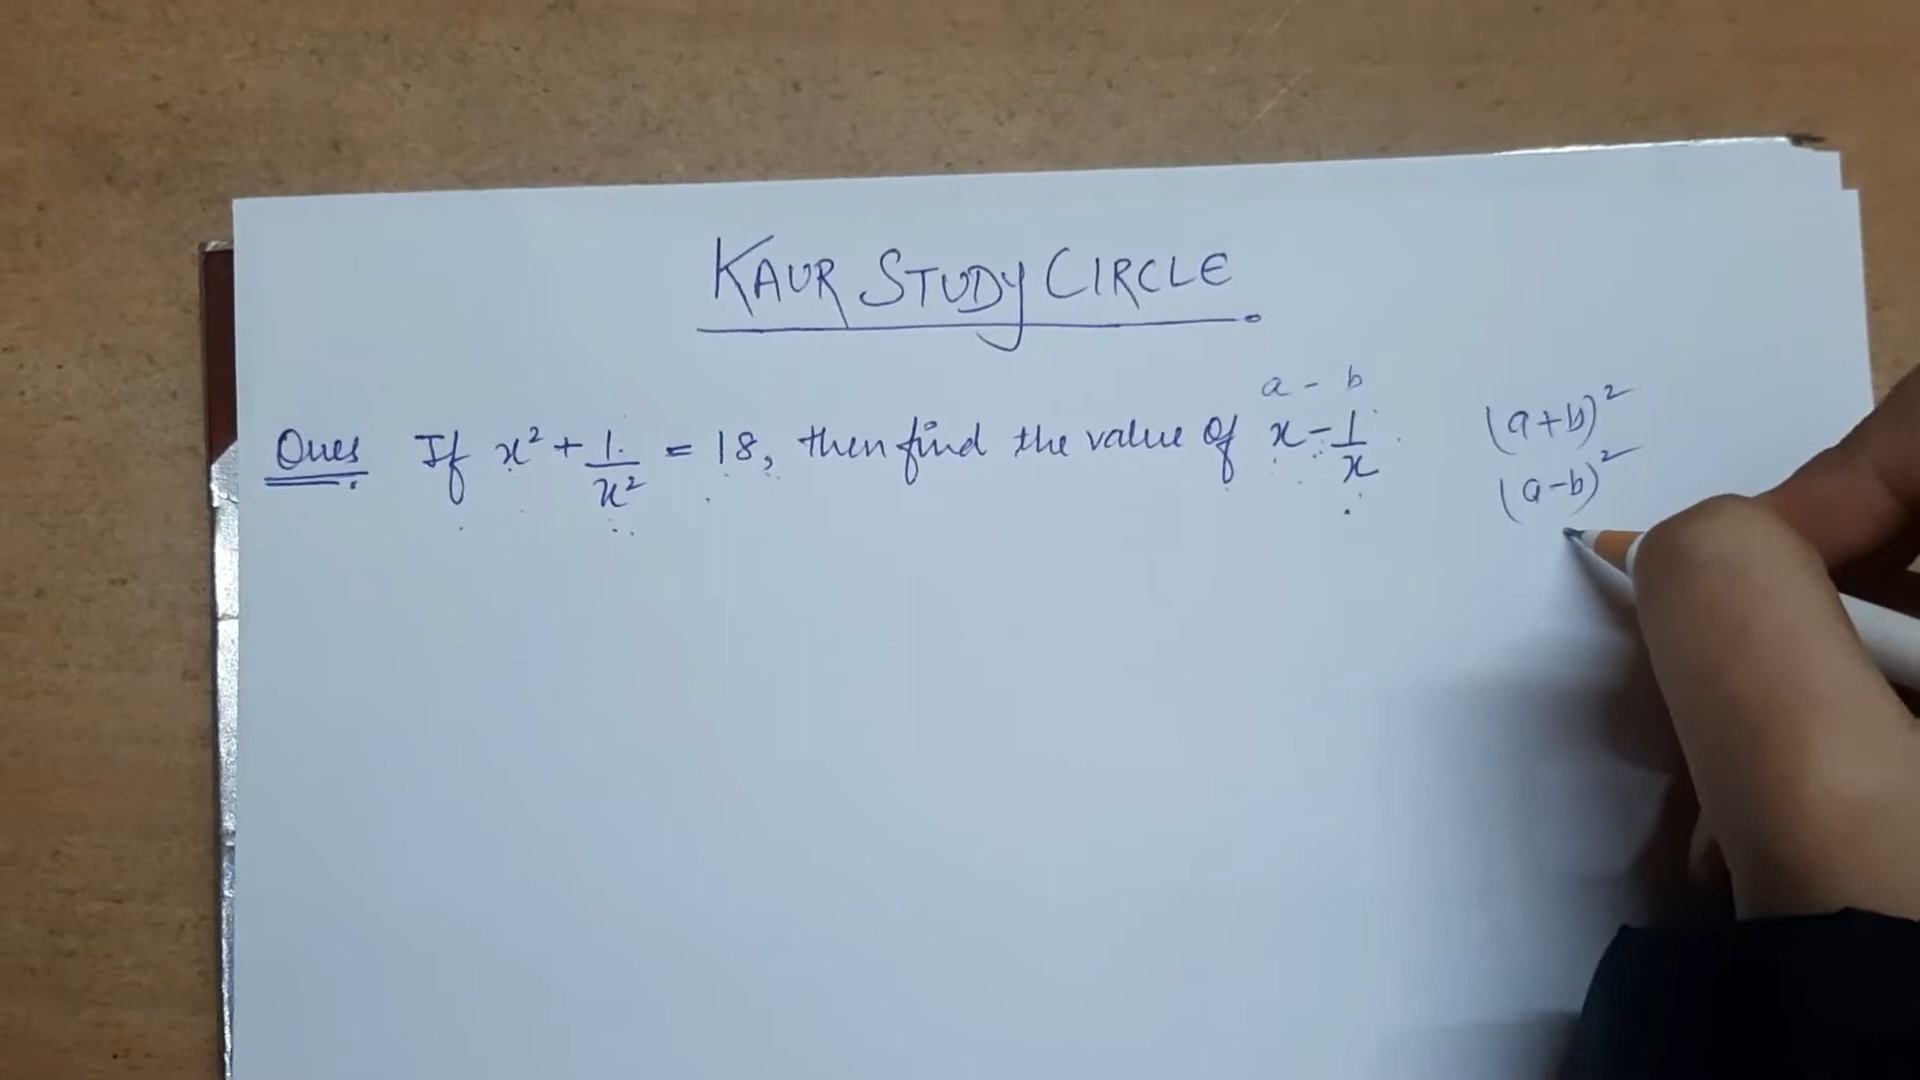 KAUR STUDY CIRCLE
a - b
Ques If x² + 1/x² = 18, then find the value of x - 1/x.
(a+b)²
(a-b)²